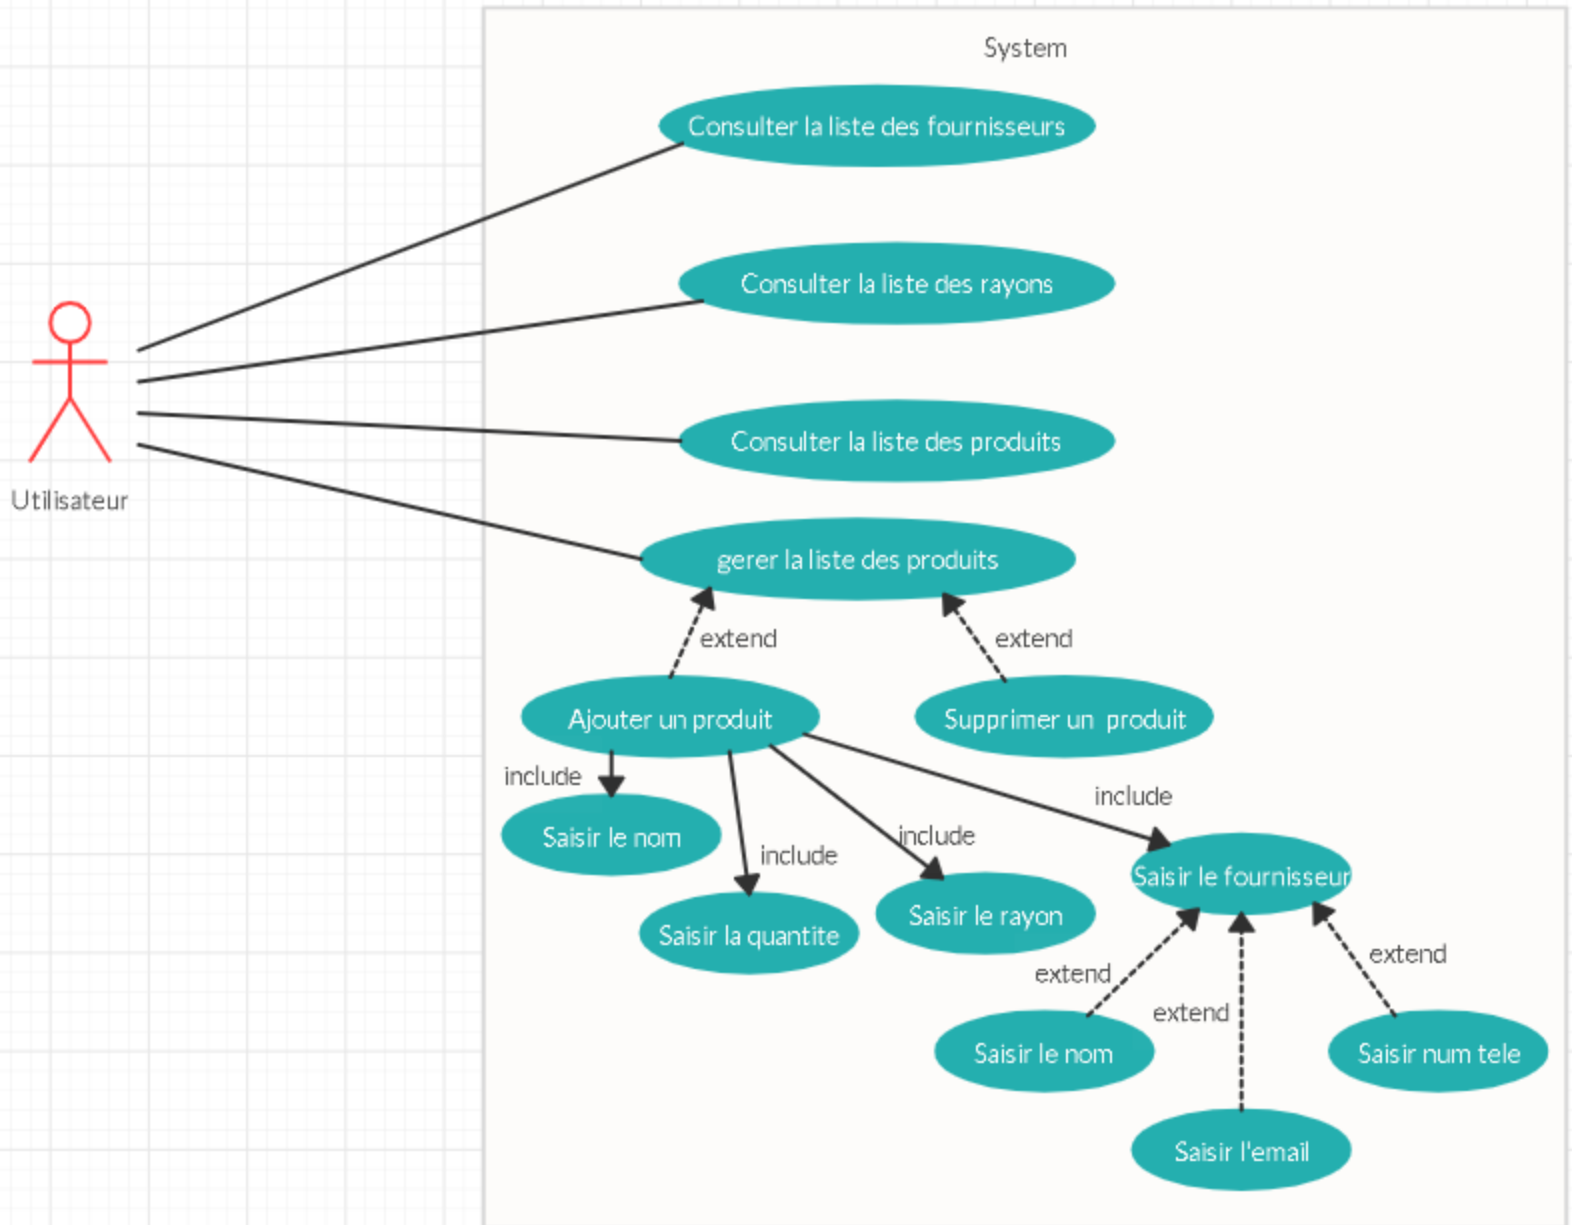 System
Consulter la liste des fournisseurs
Consulter la liste des rayons
Consulter la liste des produits
Utilisateur
gerer la liste des produits
extend
extend
Ajouter un produit
Supprimer un produit
include
include
Saisir le nom
include
include
Saisir le fournisseur
Saisir le rayon
Saisir la quantite
extend
extend
extend
Saisir le nom
Saisir num tele
Saisir l'email